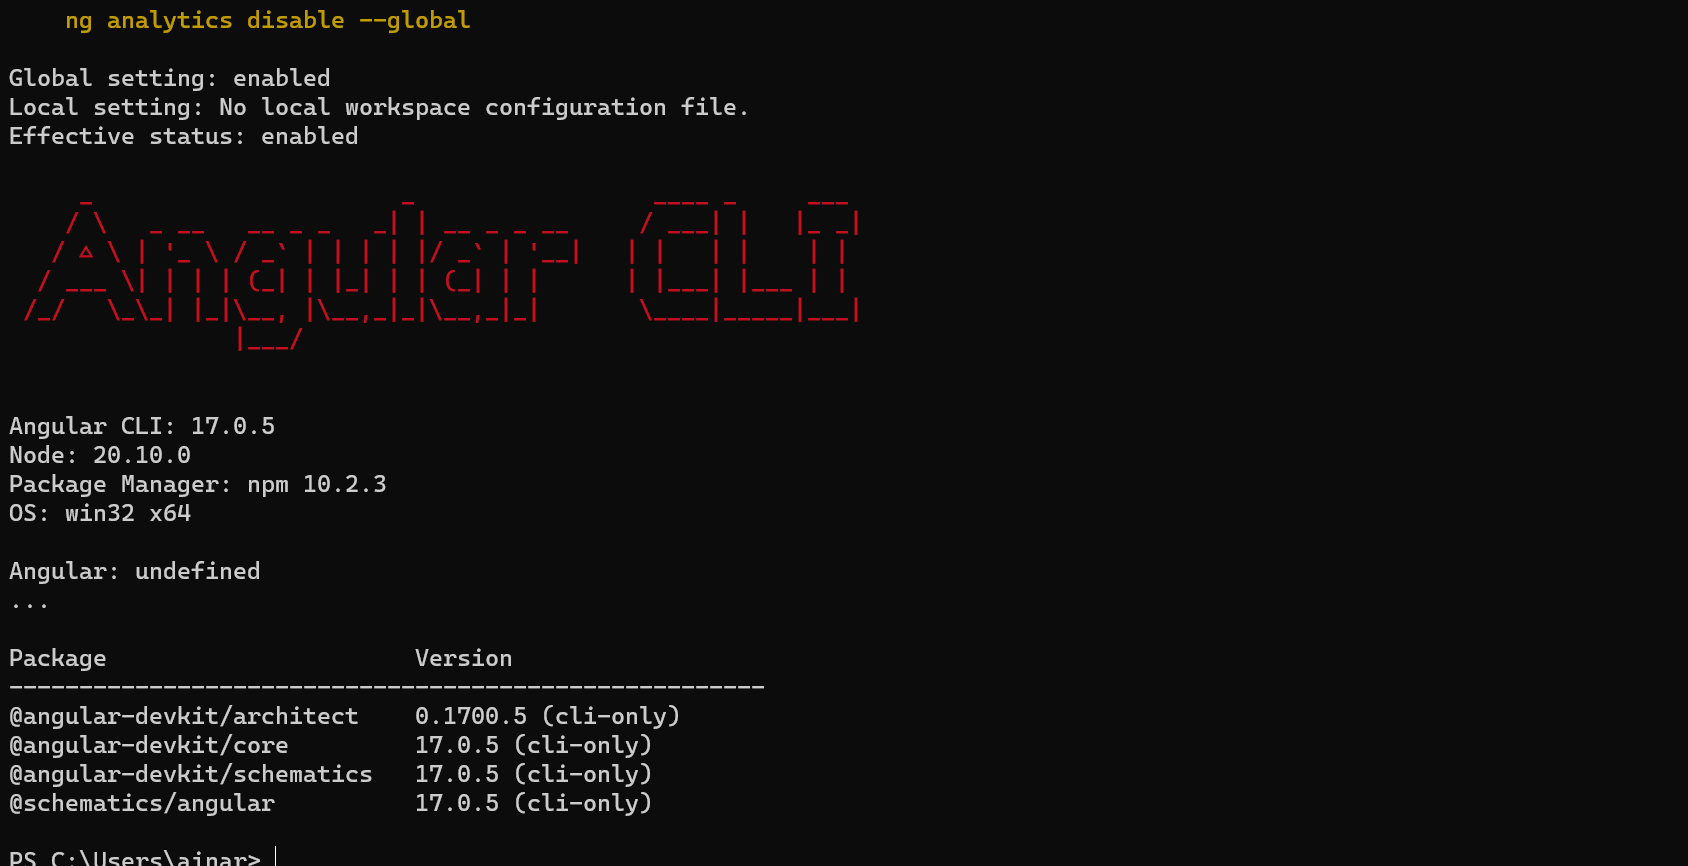 ng analytics disable --global
Global setting: enabled
Local setting: No local workspace configuration file.
Effective status: enabled
Angular CLI
Angular CLI: 17.0.5
Node: 20.10.0
Package Manager: npm 10.2.3
OS: win32 x64
Angular: undefined
...
Package Version
------------------------------------------------------
@angular-devkit/architect 0.1700.5 (cli-only)
@angular-devkit/core 17.0.5 (cli-only)
@angular-devkit/schematics 17.0.5 (cli-only)
@schematics/angular 17.0.5 (cli-only)
PS C:\Users\ainar>